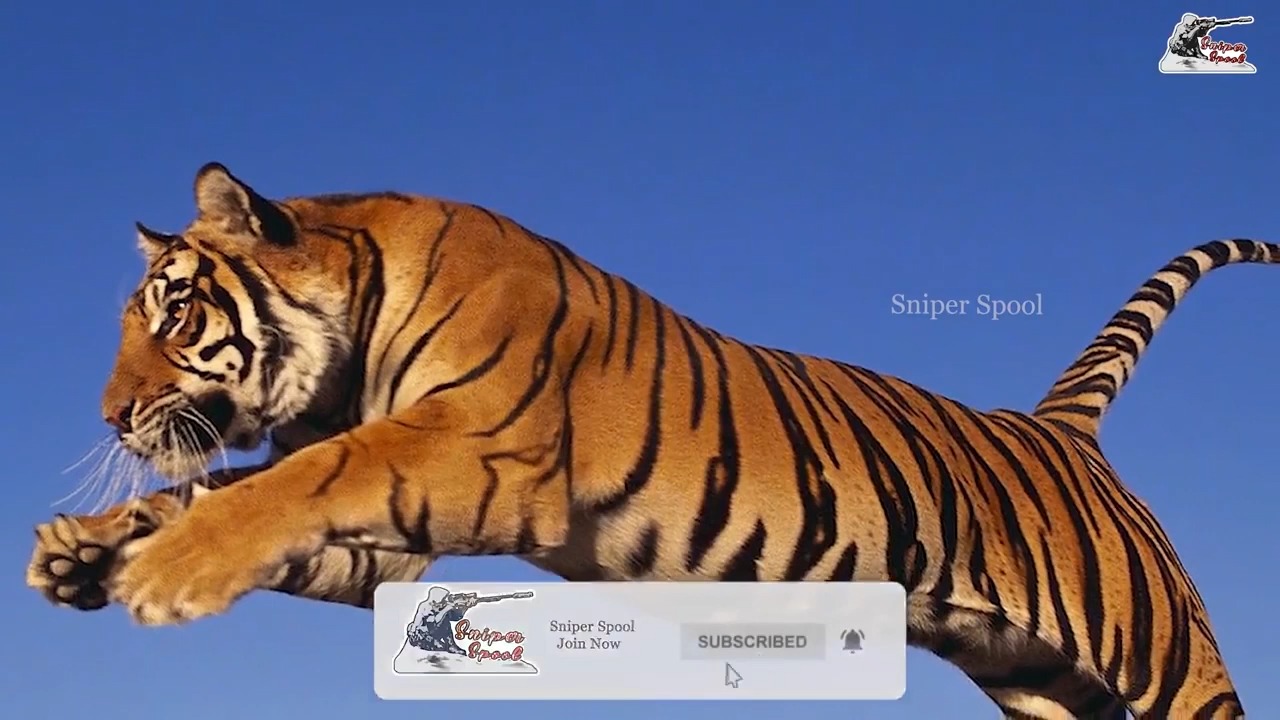 Sniper
Spool
Sniper Spool
Sniper
Spool
Sniper Spool
Join Now
SUBSCRIBED